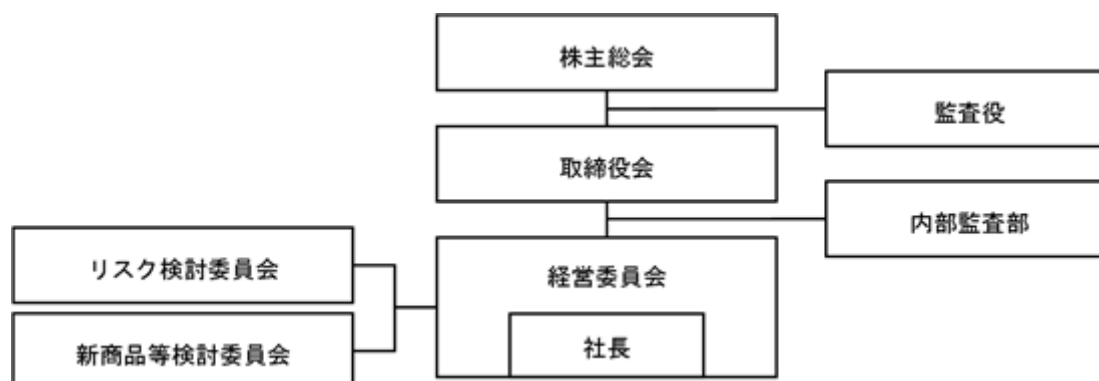 株主総会
監査役
取締役会
内部監査部
リスク検討委員会
経営委員会
新商品等検討委員会
社長